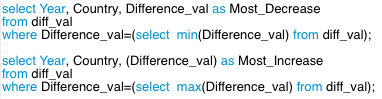 select Year, Country, Difference_val as Most_Decrease
from diff_val
where Difference_val=(select  min(Difference_val) from diff_val);
select Year, Country, (Difference_val) as Most_Increase
from diff_val
where Difference_val=(select  max(Difference_val) from diff_val);